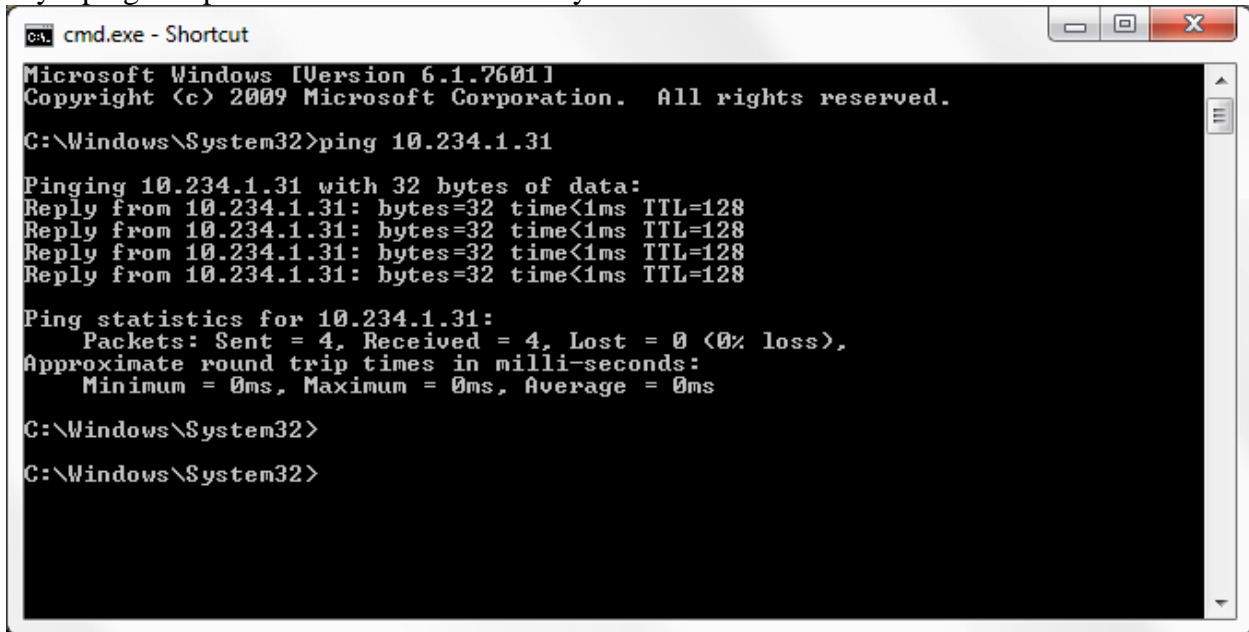 cmd.exe - Shortcut
Microsoft Windows [Version 6.1.7601]
Copyright (c) 2009 Microsoft Corporation.  All rights reserved.
C:\Windows\System32>ping 10.234.1.31
Pinging 10.234.1.31 with 32 bytes of data:
Reply from 10.234.1.31: bytes=32 time<1ms TTL=128
Reply from 10.234.1.31: bytes=32 time<1ms TTL=128
Reply from 10.234.1.31: bytes=32 time<1ms TTL=128
Reply from 10.234.1.31: bytes=32 time<1ms TTL=128
Ping statistics for 10.234.1.31:
    Packets: Sent = 4, Received = 4, Lost = 0 (0% loss),
Approximate round trip times in milli-seconds:
    Minimum = 0ms, Maximum = 0ms, Average = 0ms
C:\Windows\System32>
C:\Windows\System32>